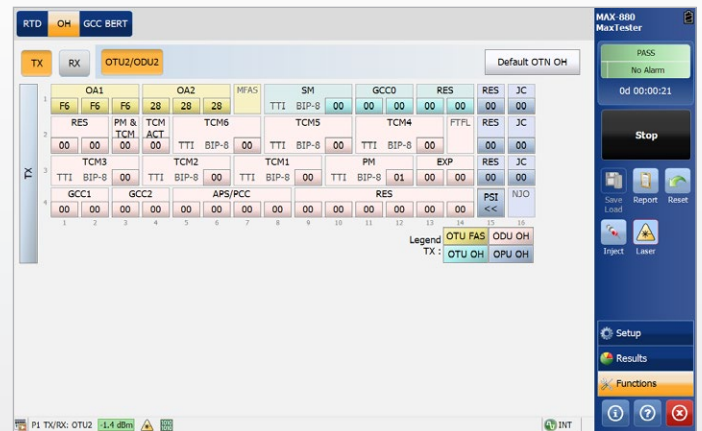 RTD OH GCC BERT
TX RX OTU2/ODU2 Default OTN OH
OA1 OA2 MFAS SM GCC0 RES RES JC
1 F6 F6 F6 28 28 28 TTI BIP-8 00 00 00 00 00 00 00
RES PM & TCM TCM ACT TCM6 TCM5 TCM4 FTFL RES JC
2 00 00 00 00 TTI BIP-8 00 TTI BIP-8 00 TTI BIP-8 00 00 00
TCM3 TCM2 TCM1 PM EXP RES JC
TX 3 TTI BIP-8 00 TTI BIP-8 00 TTI BIP-8 00 TTI BIP-8 01 00 00 00 00
GCC1 GCC2 APS/PCC RES PSI NJO
4 00 00 00 00 00 00 00 00 00 00 00 00 00 00 <<
1 2 3 4 5 6 7 8 9 10 11 12 13 14 15 16
Legend TX : OTU FAS ODU OH
OTU OH OPU OH
P1 TX/RX: OTU2 -1.4 dBm INT
MAX-880
MaxTester
PASS
No Alarm
0d 00:00:21
Stop
Save Load Report Reset
Inject Laser
Setup
Results
Functions